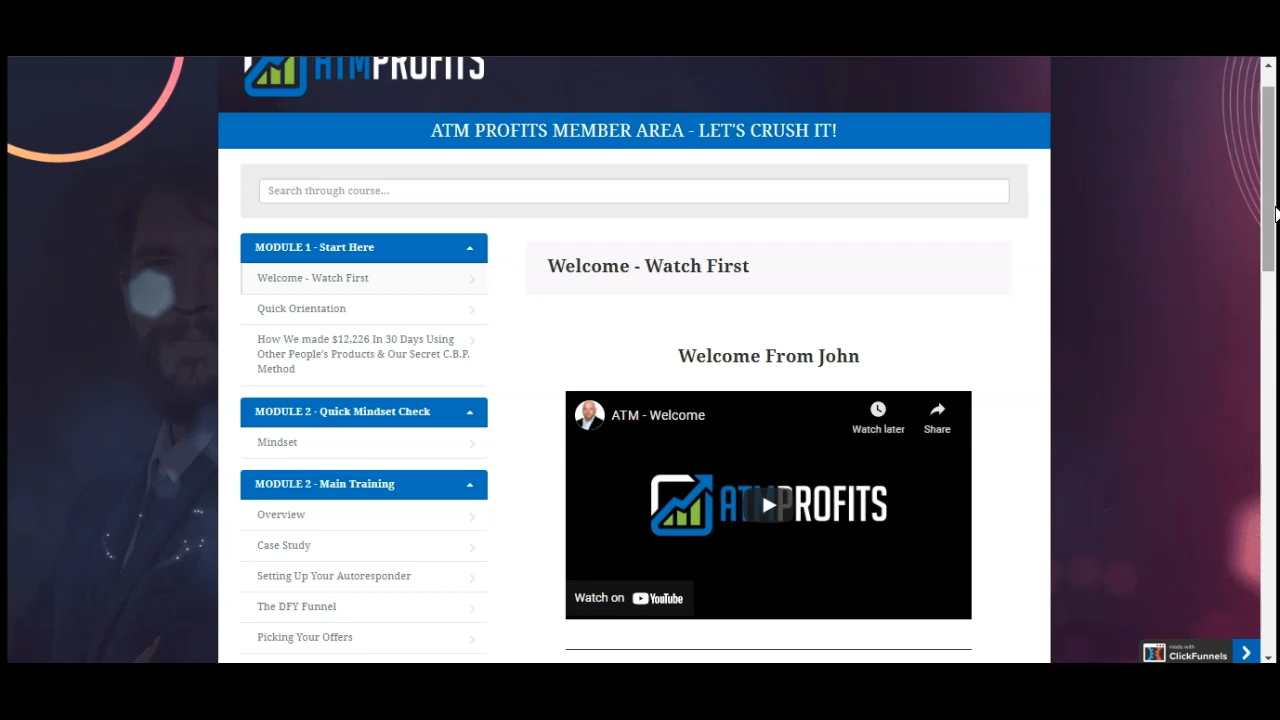 ATMPROFITS
ATM PROFITS MEMBER AREA - LET'S CRUSH IT!
Search through course...
MODULE 1 - Start Here
Welcome - Watch First
Quick Orientation
How We made $12,226 In 30 Days Using
Other People's Products & Our Secret C.B.P.
Method
MODULE 2 - Quick Mindset Check
Mindset
MODULE 2 - Main Training
Overview
Case Study
Setting Up Your Autoresponder
The DFY Funnel
Picking Your Offers
Welcome - Watch First
Welcome From John
ATM - Welcome
Watch later
Share
ATMPROFITS
Watch on YouTube
made with
ClickFunnels